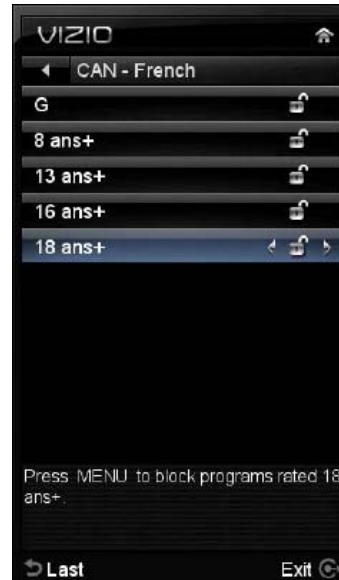 VIZIO
CAN - French
G
8 ans+
13 ans+
16 ans+
18 ans+
Press MENU to block programs rated 18
ans+.
Last
Exit